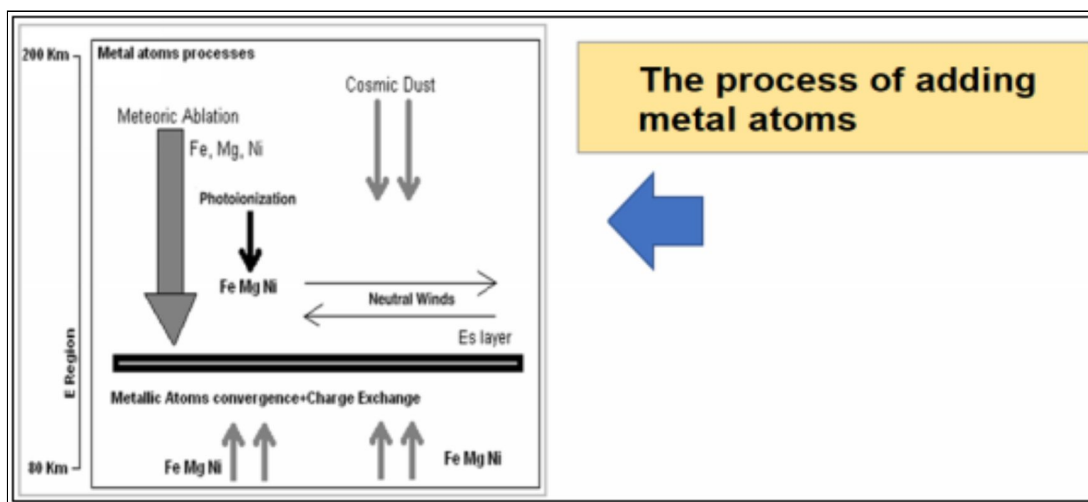 200 Km
Metal atoms processes
Cosmic Dust
Meteoric Ablation
Fe, Mg, Ni
Photoionization
Fe Mg Ni
Neutral Winds
Es layer
E Region
Metallic Atoms convergence+Charge Exchange
Fe Mg Ni
Fe Mg Ni
80 Km
The process of adding
metal atoms